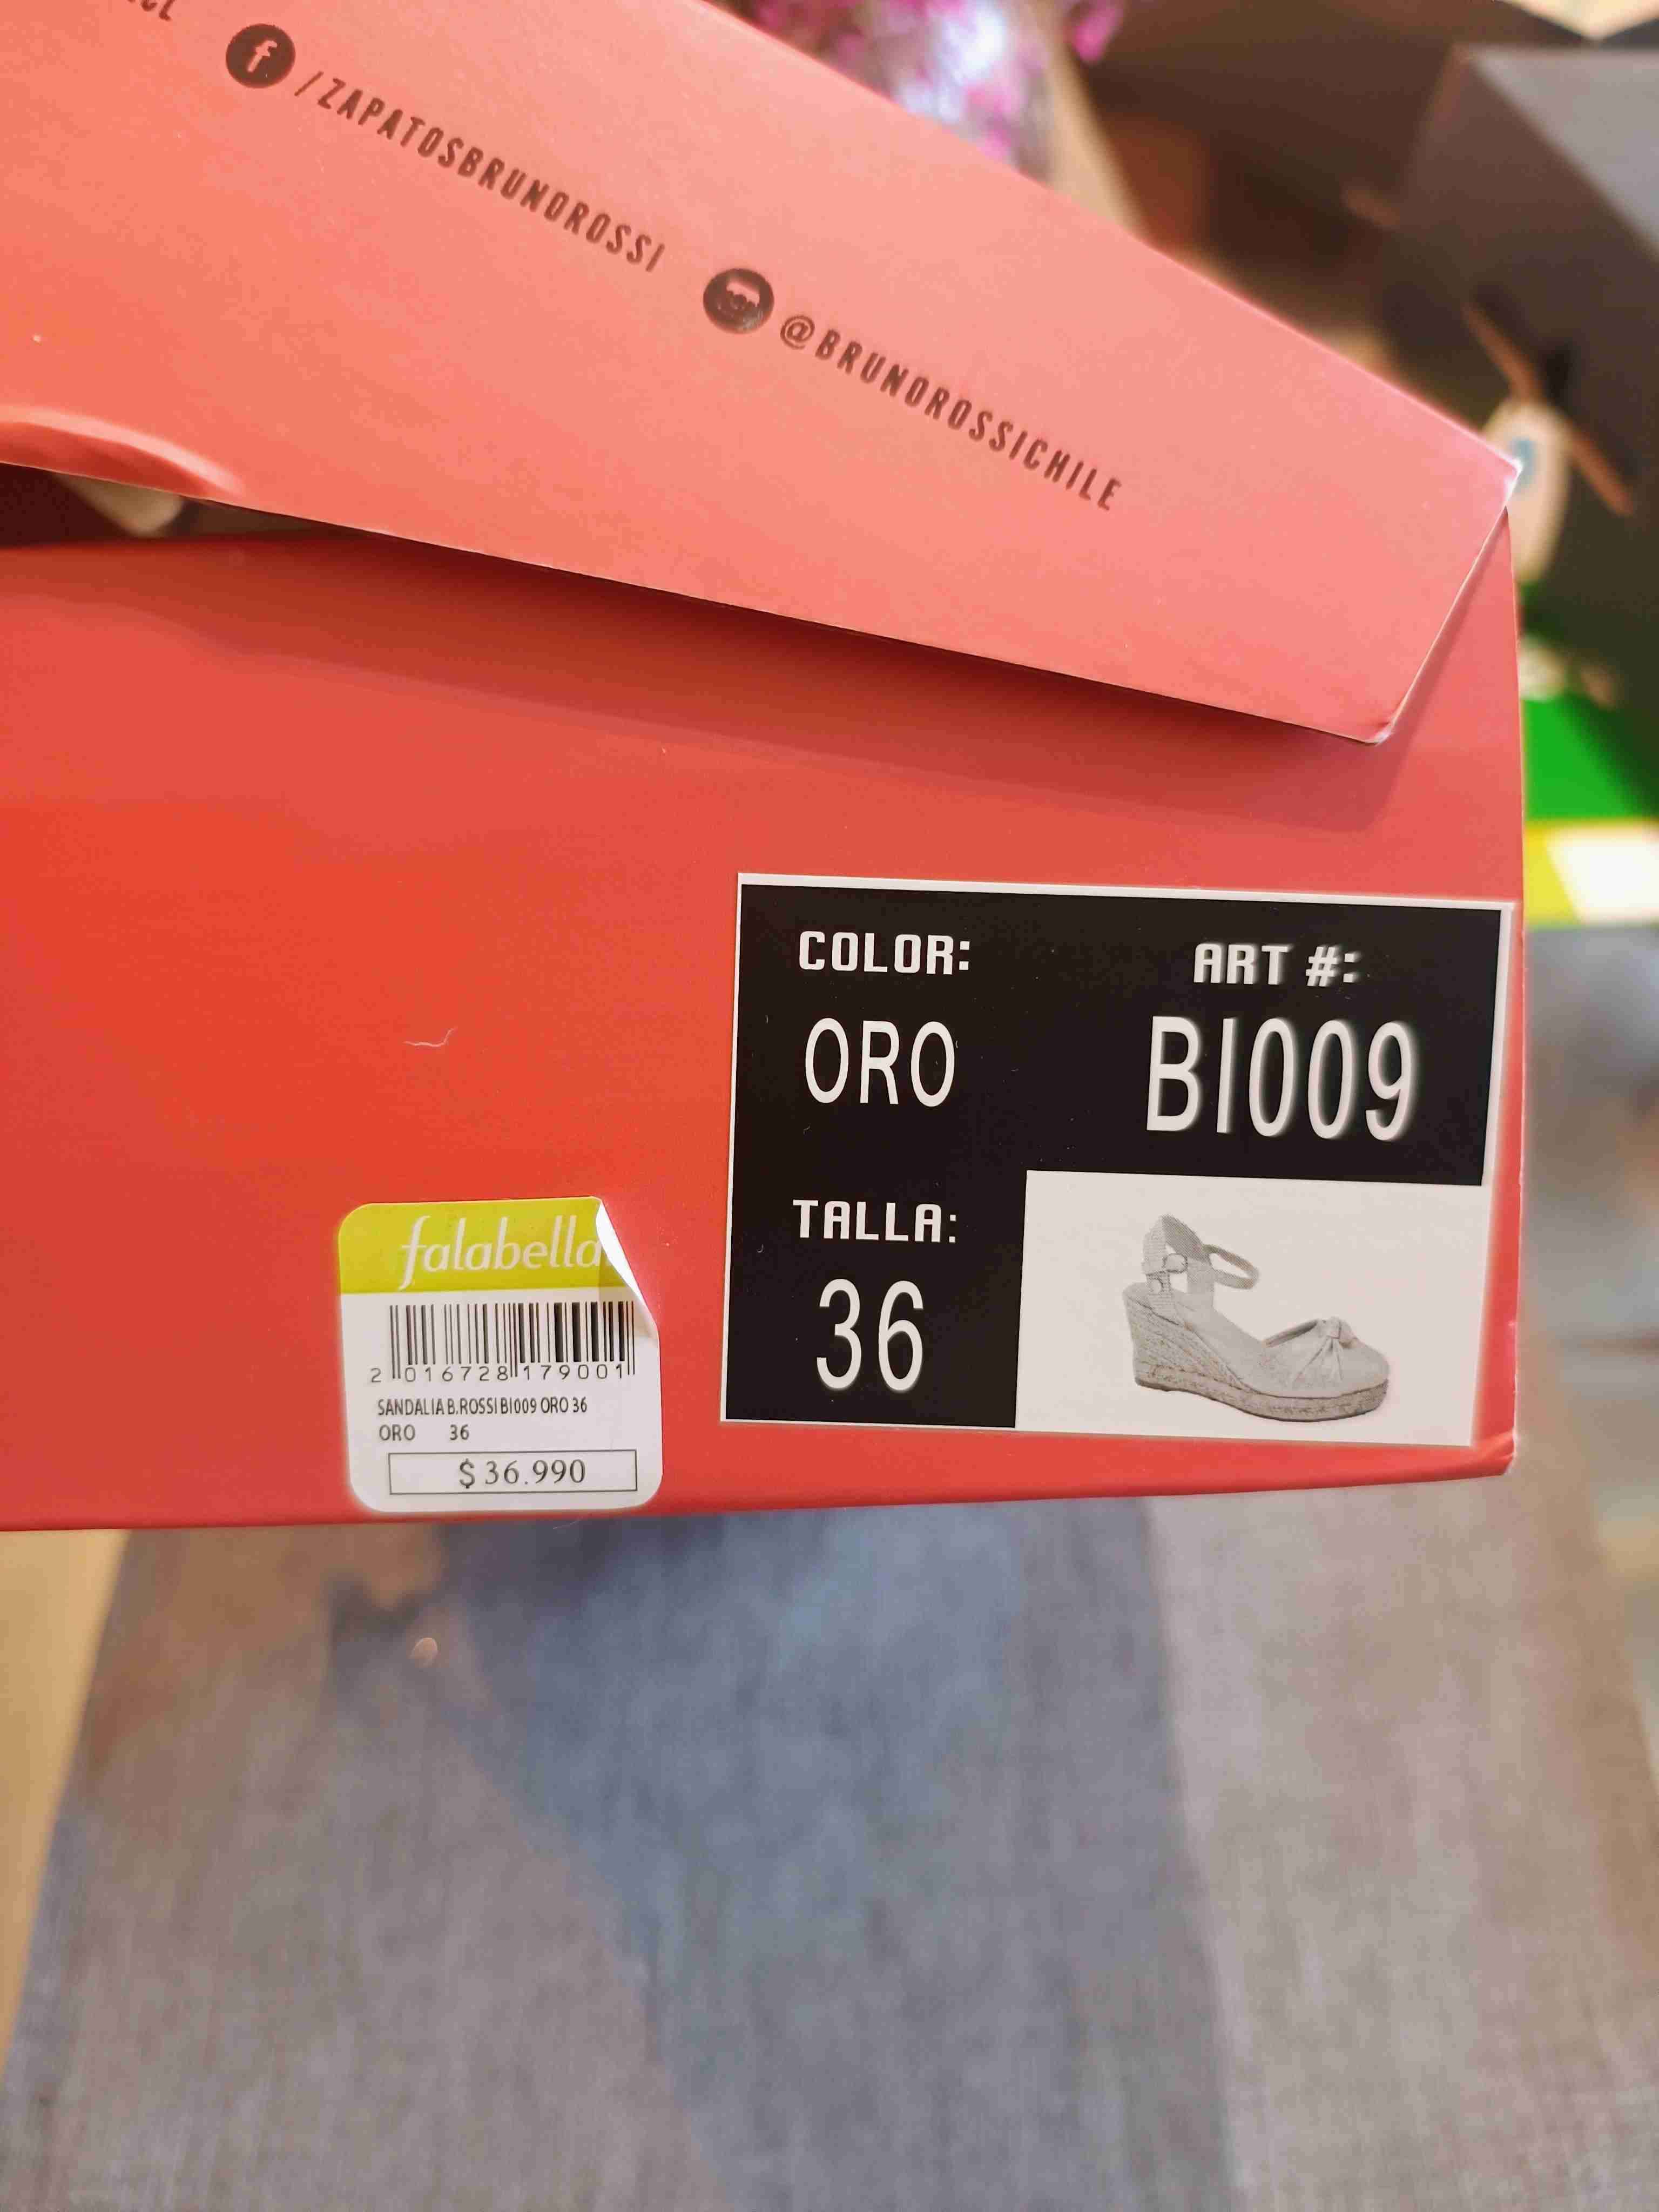 /ZAPATOSBRUNOROSSI
@BRUNOROSSICHILE
COLOR:
ORO
ART #:
BI009
TALLA:
36
falabella
2 016728 179001
SANDALIA B.ROSSI BI009 ORO 36
ORO 36
$ 36.990